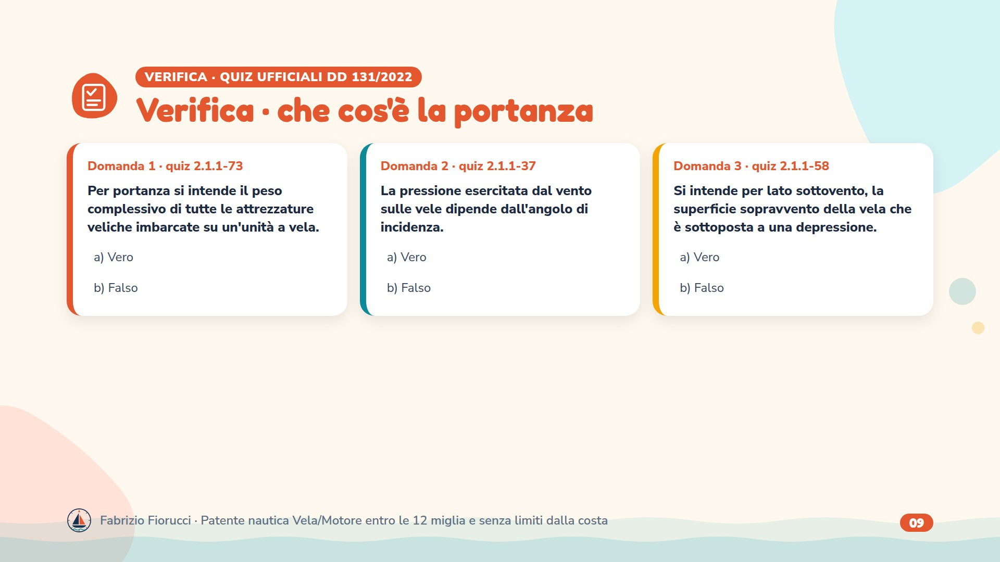 VERIFICA · QUIZ UFFICIALI DD 131/2022
Verifica · che cos'è la portanza
Domanda 1 · quiz 2.1.1-73
Per portanza si intende il peso
complessivo di tutte le attrezzature
veliche imbarcate su un'unità a vela.
a) Vero
b) Falso
Domanda 2 · quiz 2.1.1-37
La pressione esercitata dal vento
sulle vele dipende dall'angolo di
incidenza.
a) Vero
b) Falso
Domanda 3 · quiz 2.1.1-58
Si intende per lato sottovento, la
superficie sopravvento della vela che
è sottoposta a una depressione.
a) Vero
b) Falso
Fabrizio Fiorucci · Patente nautica Vela/Motore entro le 12 miglia e senza limiti dalla costa
09